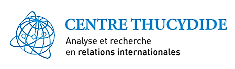 CENTRE THUCYDIDE
Analyse et recherche
en relations internationales